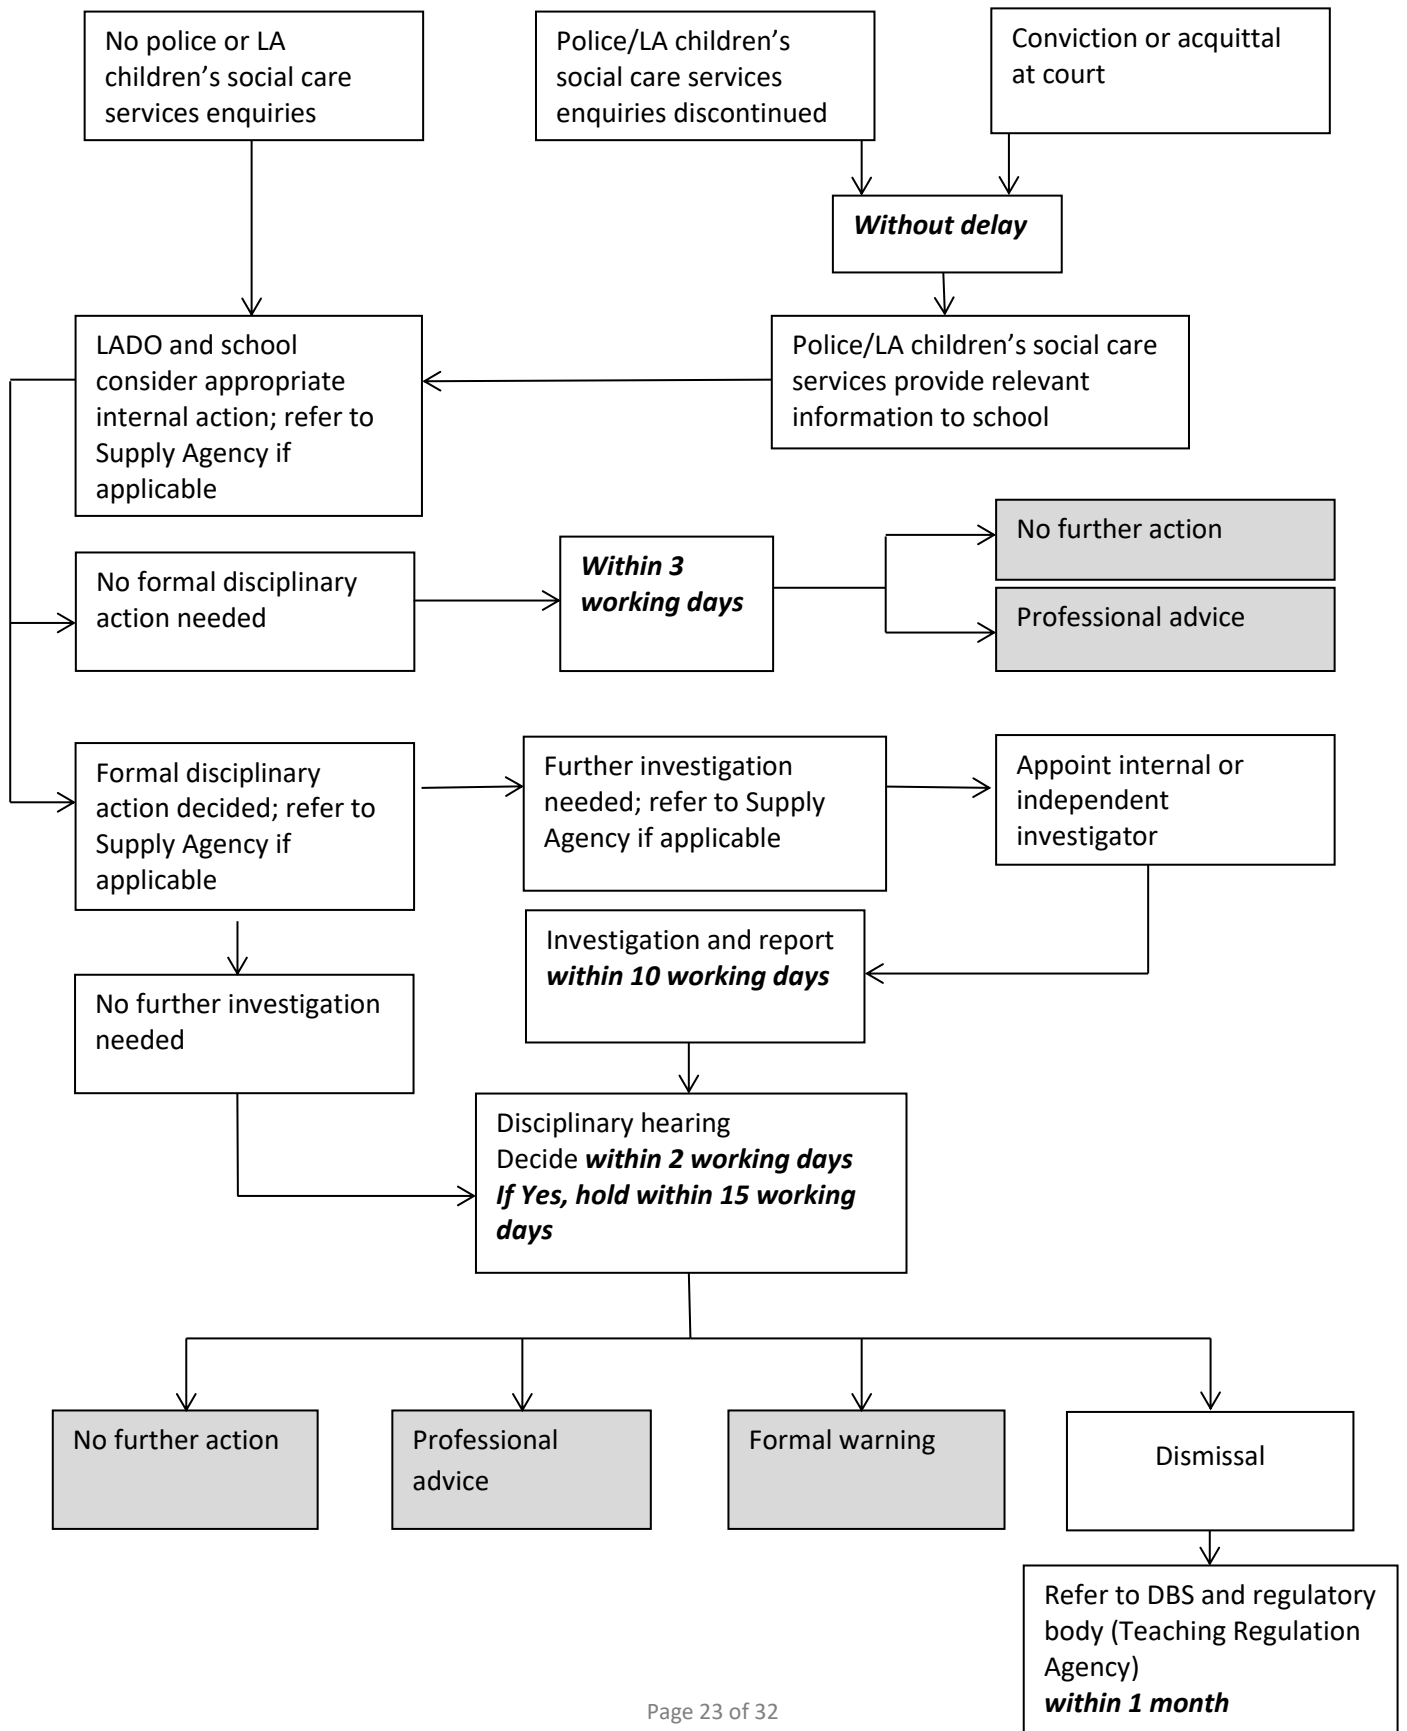 No police or LA
children’s social care
services enquiries
Police/LA children’s
social care services
enquiries discontinued
Conviction or acquittal
at court
Without delay
LADO and school
consider appropriate
internal action; refer to
Supply Agency if
applicable
Police/LA children’s social care
services provide relevant
information to school
No formal disciplinary
action needed
Within 3
working days
No further action
Professional advice
Formal disciplinary
action decided; refer to
Supply Agency if
applicable
Further investigation
needed; refer to Supply
Agency if applicable
Appoint internal or
independent
investigator
Investigation and report
within 10 working days
No further investigation
needed
Disciplinary hearing
Decide within 2 working days
If Yes, hold within 15 working
days
No further action
Professional
advice
Formal warning
Dismissal
Refer to DBS and regulatory
body (Teaching Regulation
Agency)
within 1 month
Page 23 of 32